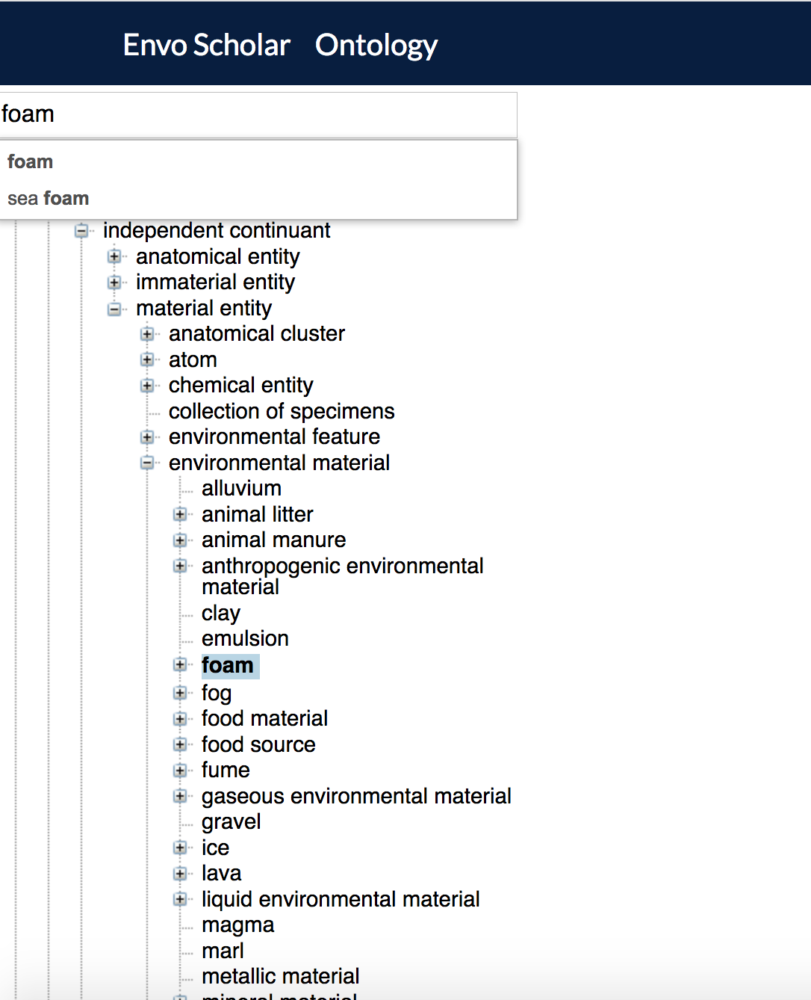 Envo Scholar Ontology
foam
foam
sea foam
independent continuant
anatomical entity
immaterial entity
material entity
anatomical cluster
atom
chemical entity
collection of specimens
environmental feature
environmental material
alluvium
animal litter
animal manure
anthropogenic environmental
material
clay
emulsion
foam
fog
food material
food source
fume
gaseous environmental material
gravel
ice
lava
liquid environmental material
magma
marl
metallic material
mineral material